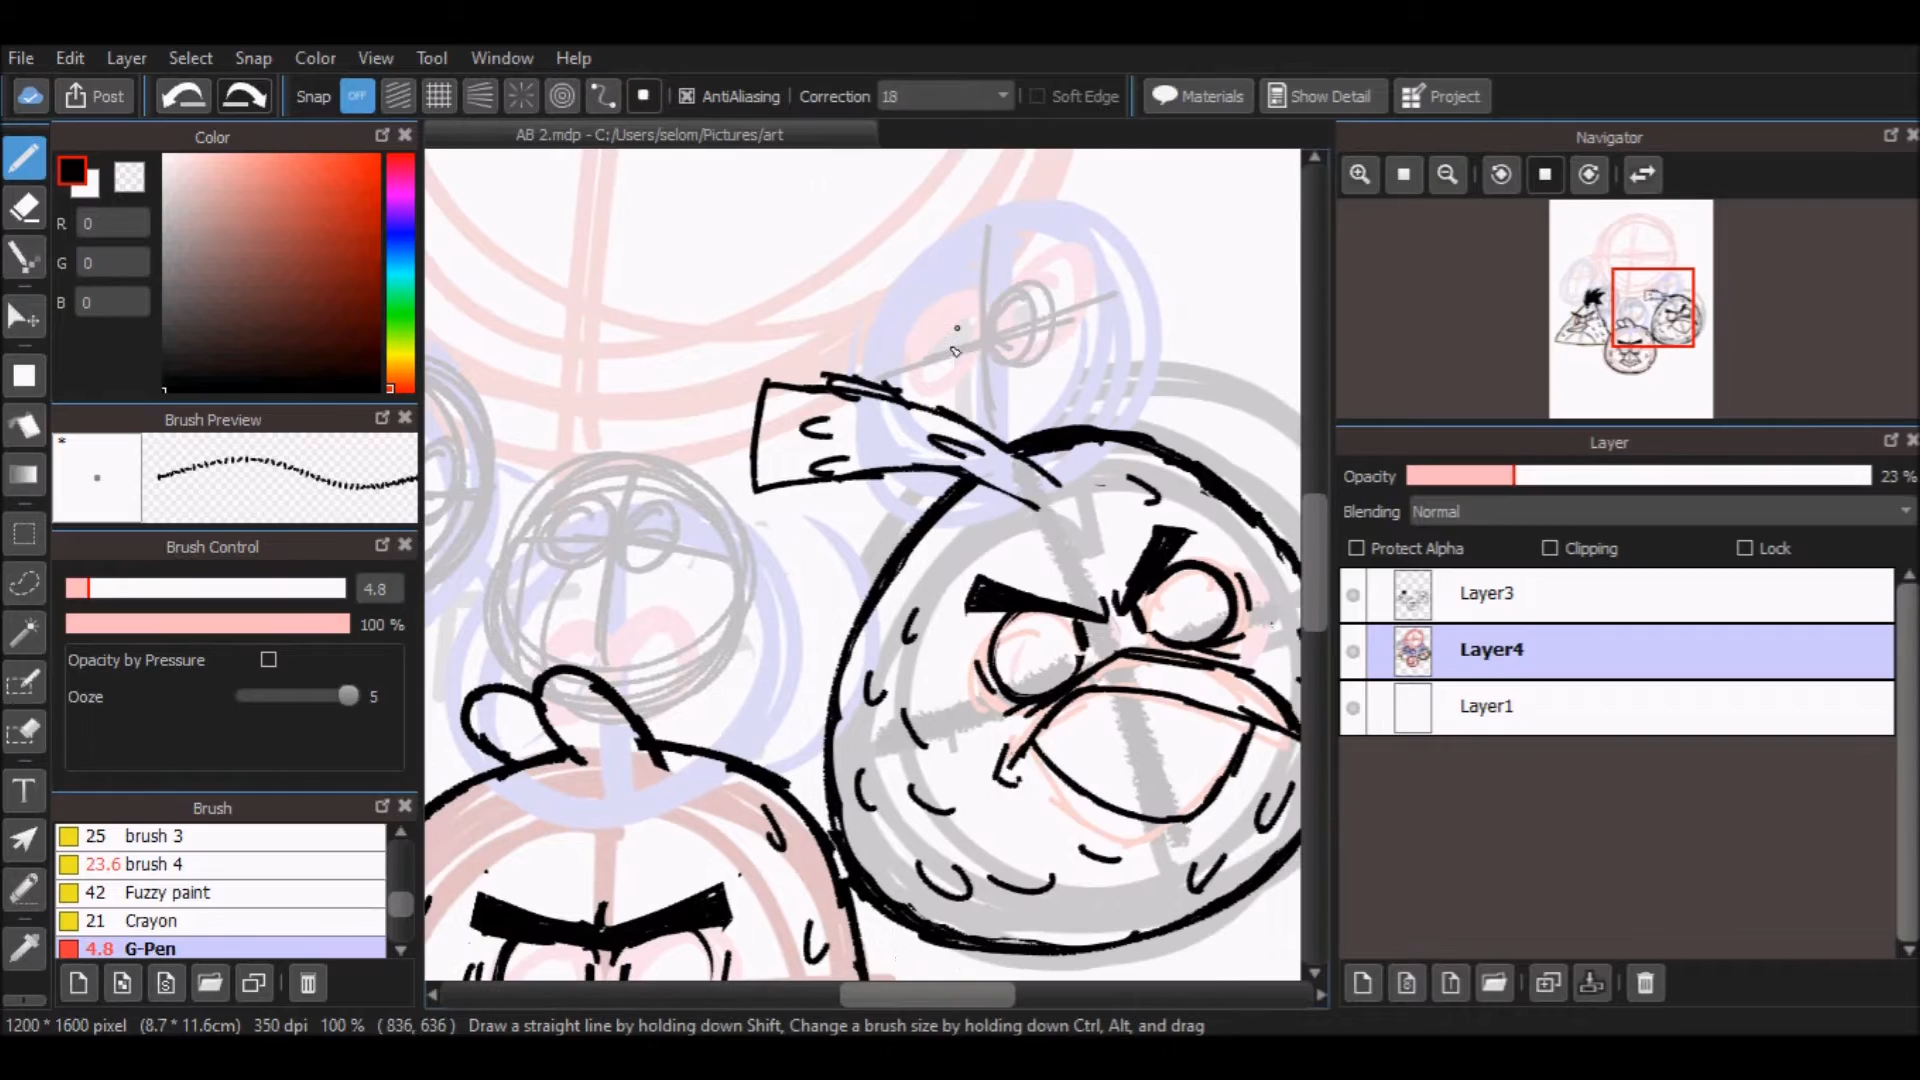 File Edit Layer Select Snap Color View Tool Window Help
Post Snap OFF AntiAliasing Correction 18 Soft Edge Materials Show Detail Project
Color
AB 2.mdp - C:/Users/selom/Pictures/art
Navigator
R 0
G 0
B 0
Brush Preview
*
Layer
Opacity 23 %
Blending Normal
Protect Alpha Clipping Lock
Brush Control
4.8
100 %
Opacity by Pressure
Ooze 5
Layer3
Layer4
Layer1
Brush
25 brush 3
23.6 brush 4
42 Fuzzy paint
21 Crayon
4.8 G-Pen
1200 * 1600 pixel (8.7 * 11.6cm) 350 dpi 100 % ( 836, 636 ) Draw a straight line by holding down Shift, Change a brush size by holding down Ctrl, Alt, and drag